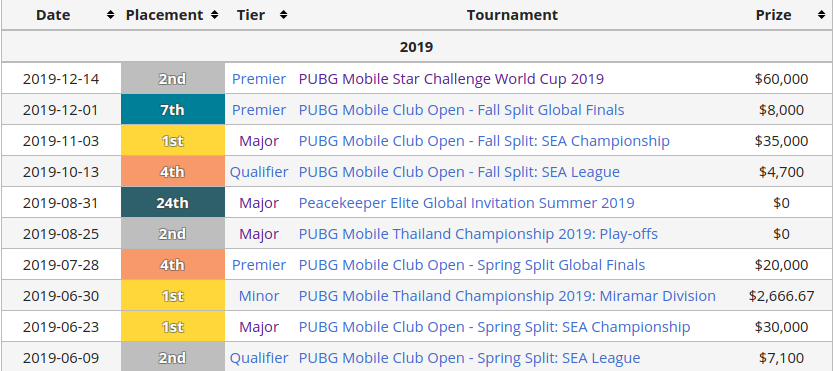 Date Placement Tier Tournament Prize
2019
2019-12-14 2nd Premier PUBG Mobile Star Challenge World Cup 2019 $60,000
2019-12-01 7th Premier PUBG Mobile Club Open - Fall Split Global Finals $8,000
2019-11-03 1st Major PUBG Mobile Club Open - Fall Split: SEA Championship $35,000
2019-10-13 4th Qualifier PUBG Mobile Club Open - Fall Split: SEA League $4,700
2019-08-31 24th Major Peacekeeper Elite Global Invitation Summer 2019 $0
2019-08-25 2nd Major PUBG Mobile Thailand Championship 2019: Play-offs $0
2019-07-28 4th Premier PUBG Mobile Club Open - Spring Split Global Finals $20,000
2019-06-30 1st Minor PUBG Mobile Thailand Championship 2019: Miramar Division $2,666.67
2019-06-23 1st Major PUBG Mobile Club Open - Spring Split: SEA Championship $30,000
2019-06-09 2nd Qualifier PUBG Mobile Club Open - Spring Split: SEA League $7,100